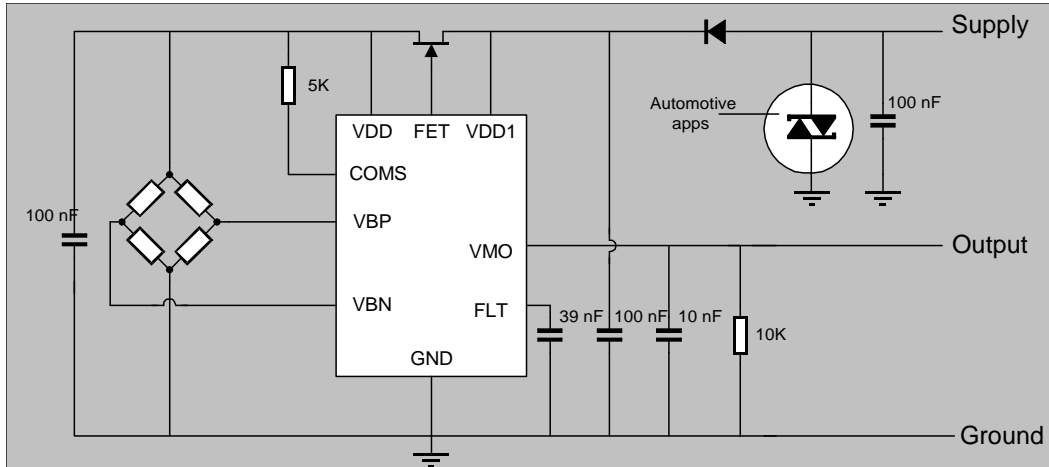 Supply
5K
VDD FET VDD1
Automotive
apps
100 nF
COMS
100 nF
VBP
VMO
Output
VBN
FLT
39 nF 100 nF 10 nF
10K
GND
Ground